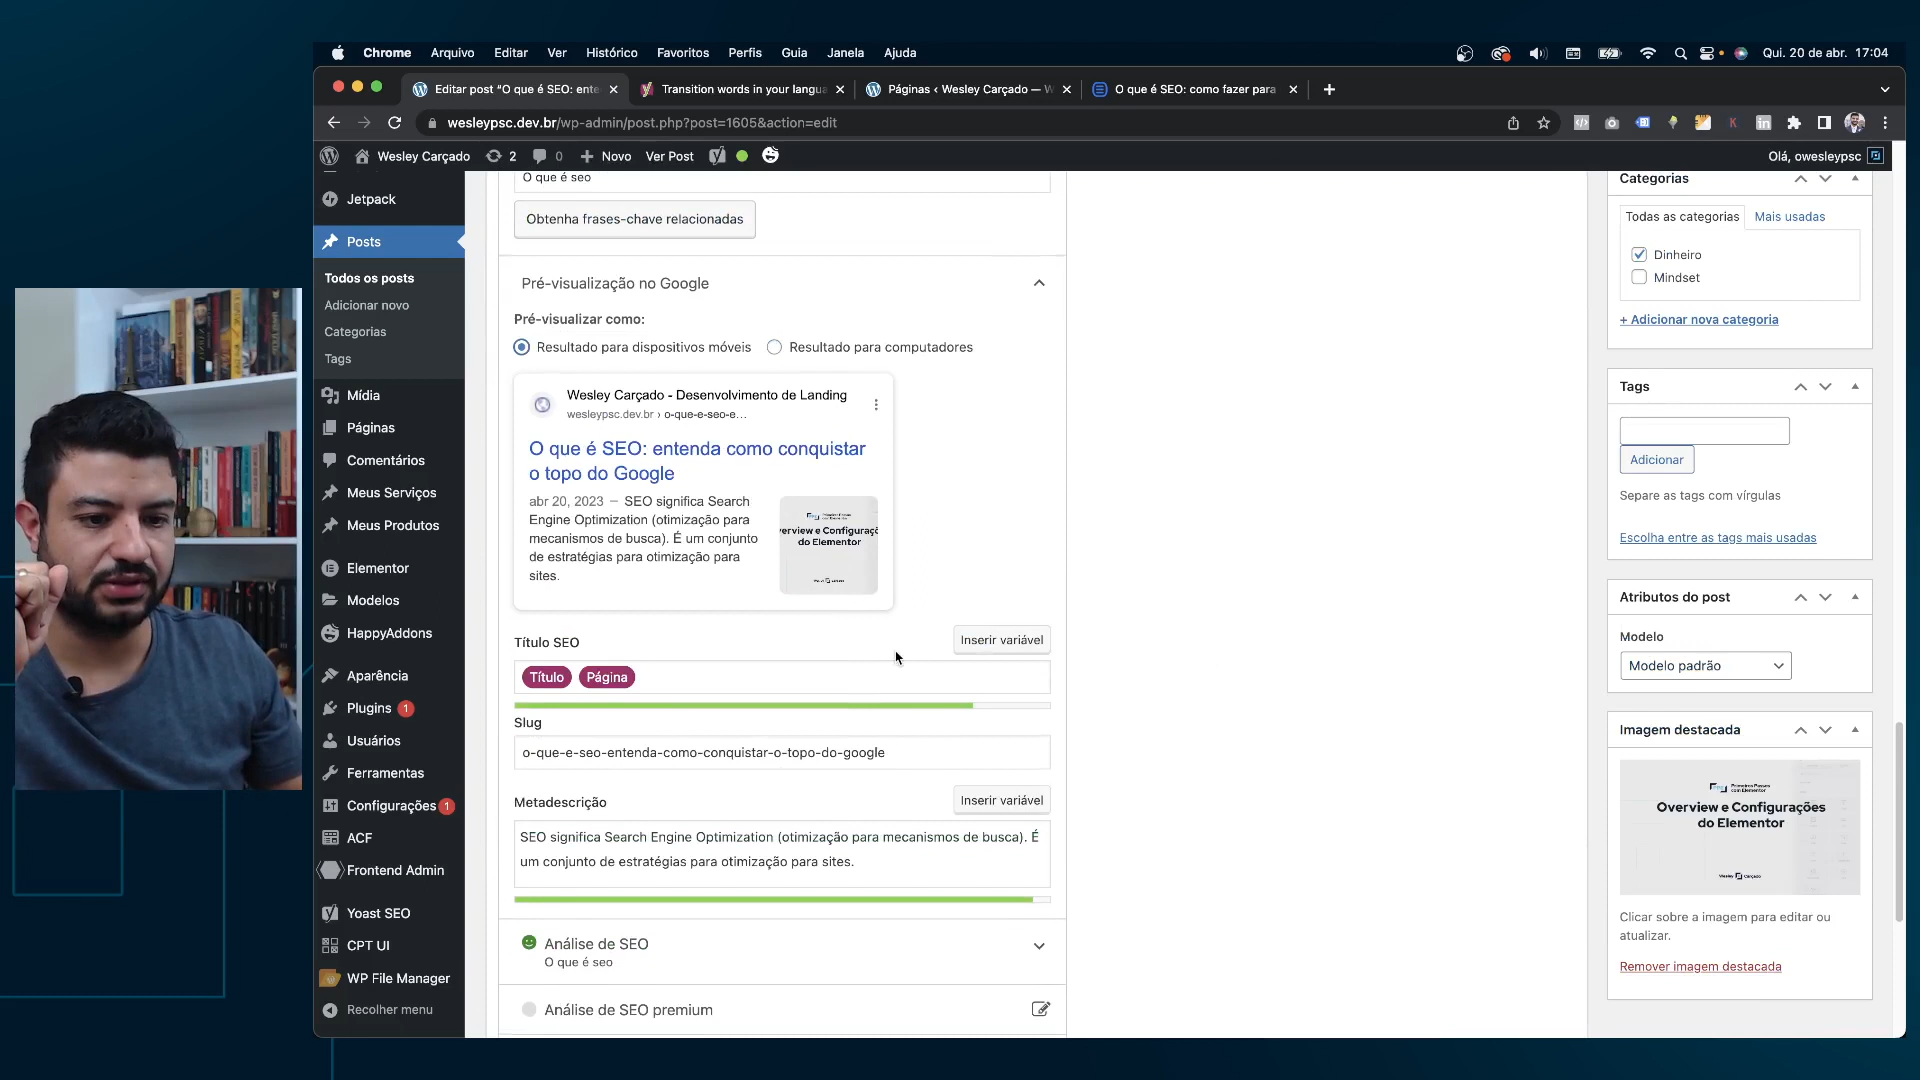 Chrome Arquivo Editar Ver Histórico Favoritos Perfis Guia Janela Ajuda
Qui. 20 de abr. 17:04
Editar post “O que é SEO: ente
Transition words in your langua
Páginas ‹ Wesley Carçado — W
O que é SEO: como fazer para
wesleypsc.dev.br/wp-admin/post.php?post=1605&action=edit
Wesley Carçado 2 0 Novo Ver Post
Olá, owesleypsc
Jetpack
Posts
Todos os posts
Adicionar novo
Categorias
Tags
Mídia
Páginas
Comentários
Meus Serviços
Meus Produtos
Elementor
Modelos
HappyAddons
Aparência
Plugins 1
Usuários
Ferramentas
Configurações 1
ACF
Frontend Admin
Yoast SEO
CPT UI
WP File Manager
Recolher menu
O que é seo
Obtenha frases-chave relacionadas
Pré-visualização no Google
Pré-visualizar como:
Resultado para dispositivos móveis
Resultado para computadores
Wesley Carçado - Desenvolvimento de Landing
wesleypsc.dev.br › o-que-e-seo-e...
O que é SEO: entenda como conquistar
o topo do Google
abr 20, 2023 — SEO significa Search
Engine Optimization (otimização para
mecanismos de busca). É um conjunto
de estratégias para otimização para
sites.
verview e Configuraçõ
do Elementor
Título SEO
Inserir variável
Título Página
Slug
o-que-e-seo-entenda-como-conquistar-o-topo-do-google
Metadescrição
Inserir variável
SEO significa Search Engine Optimization (otimização para mecanismos de busca). É
um conjunto de estratégias para otimização para sites.
Análise de SEO
O que é seo
Análise de SEO premium
Categorias
Todas as categorias
Mais usadas
Dinheiro
Mindset
+ Adicionar nova categoria
Tags
Adicionar
Separe as tags com vírgulas
Escolha entre as tags mais usadas
Atributos do post
Modelo
Modelo padrão
Imagem destacada
Primeiros Passos
com Elementor
Overview e Configurações
do Elementor
Wesley Carçado
Clicar sobre a imagem para editar ou
atualizar.
Remover imagem destacada